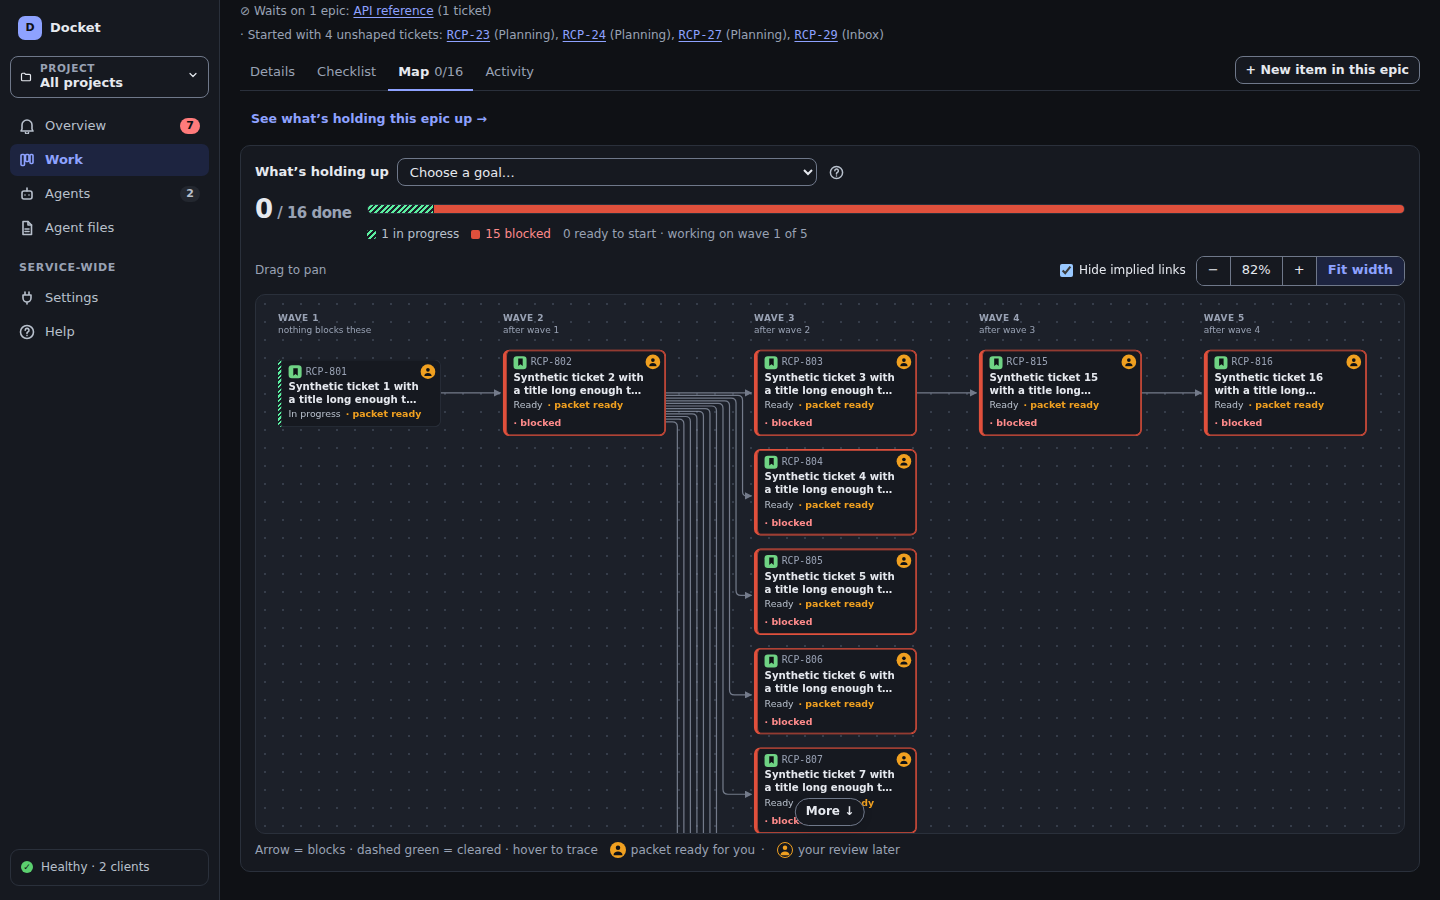 D Docket
PROJECT
All projects
Overview 7
Work
Agents 2
Agent files
SERVICE-WIDE
Settings
Help
Healthy · 2 clients
Waits on 1 epic: API reference (1 ticket)
· Started with 4 unshaped tickets: RCP-23 (Planning), RCP-24 (Planning), RCP-27 (Planning), RCP-29 (Inbox)
Details Checklist Map 0/16 Activity
+ New item in this epic
See what’s holding this epic up →
What’s holding up Choose a goal...
0 / 16 done
1 in progress 15 blocked 0 ready to start · working on wave 1 of 5
Drag to pan
Hide implied links − 82% + Fit width
WAVE 1
nothing blocks these
WAVE 2
after wave 1
WAVE 3
after wave 2
WAVE 4
after wave 3
WAVE 5
after wave 4
RCP-801
Synthetic ticket 1 with
a title long enough t…
In progress · packet ready
RCP-802
Synthetic ticket 2 with
a title long enough t…
Ready · packet ready
· blocked
RCP-803
Synthetic ticket 3 with
a title long enough t…
Ready · packet ready
· blocked
RCP-815
Synthetic ticket 15
with a title long…
Ready · packet ready
· blocked
RCP-816
Synthetic ticket 16
with a title long…
Ready · packet ready
· blocked
RCP-804
Synthetic ticket 4 with
a title long enough t…
Ready · packet ready
· blocked
RCP-805
Synthetic ticket 5 with
a title long enough t…
Ready · packet ready
· blocked
RCP-806
Synthetic ticket 6 with
a title long enough t…
Ready · packet ready
· blocked
RCP-807
Synthetic ticket 7 with
a title long enough t…
Ready
More ↓
Arrow = blocks · dashed green = cleared · hover to trace packet ready for you · your review later